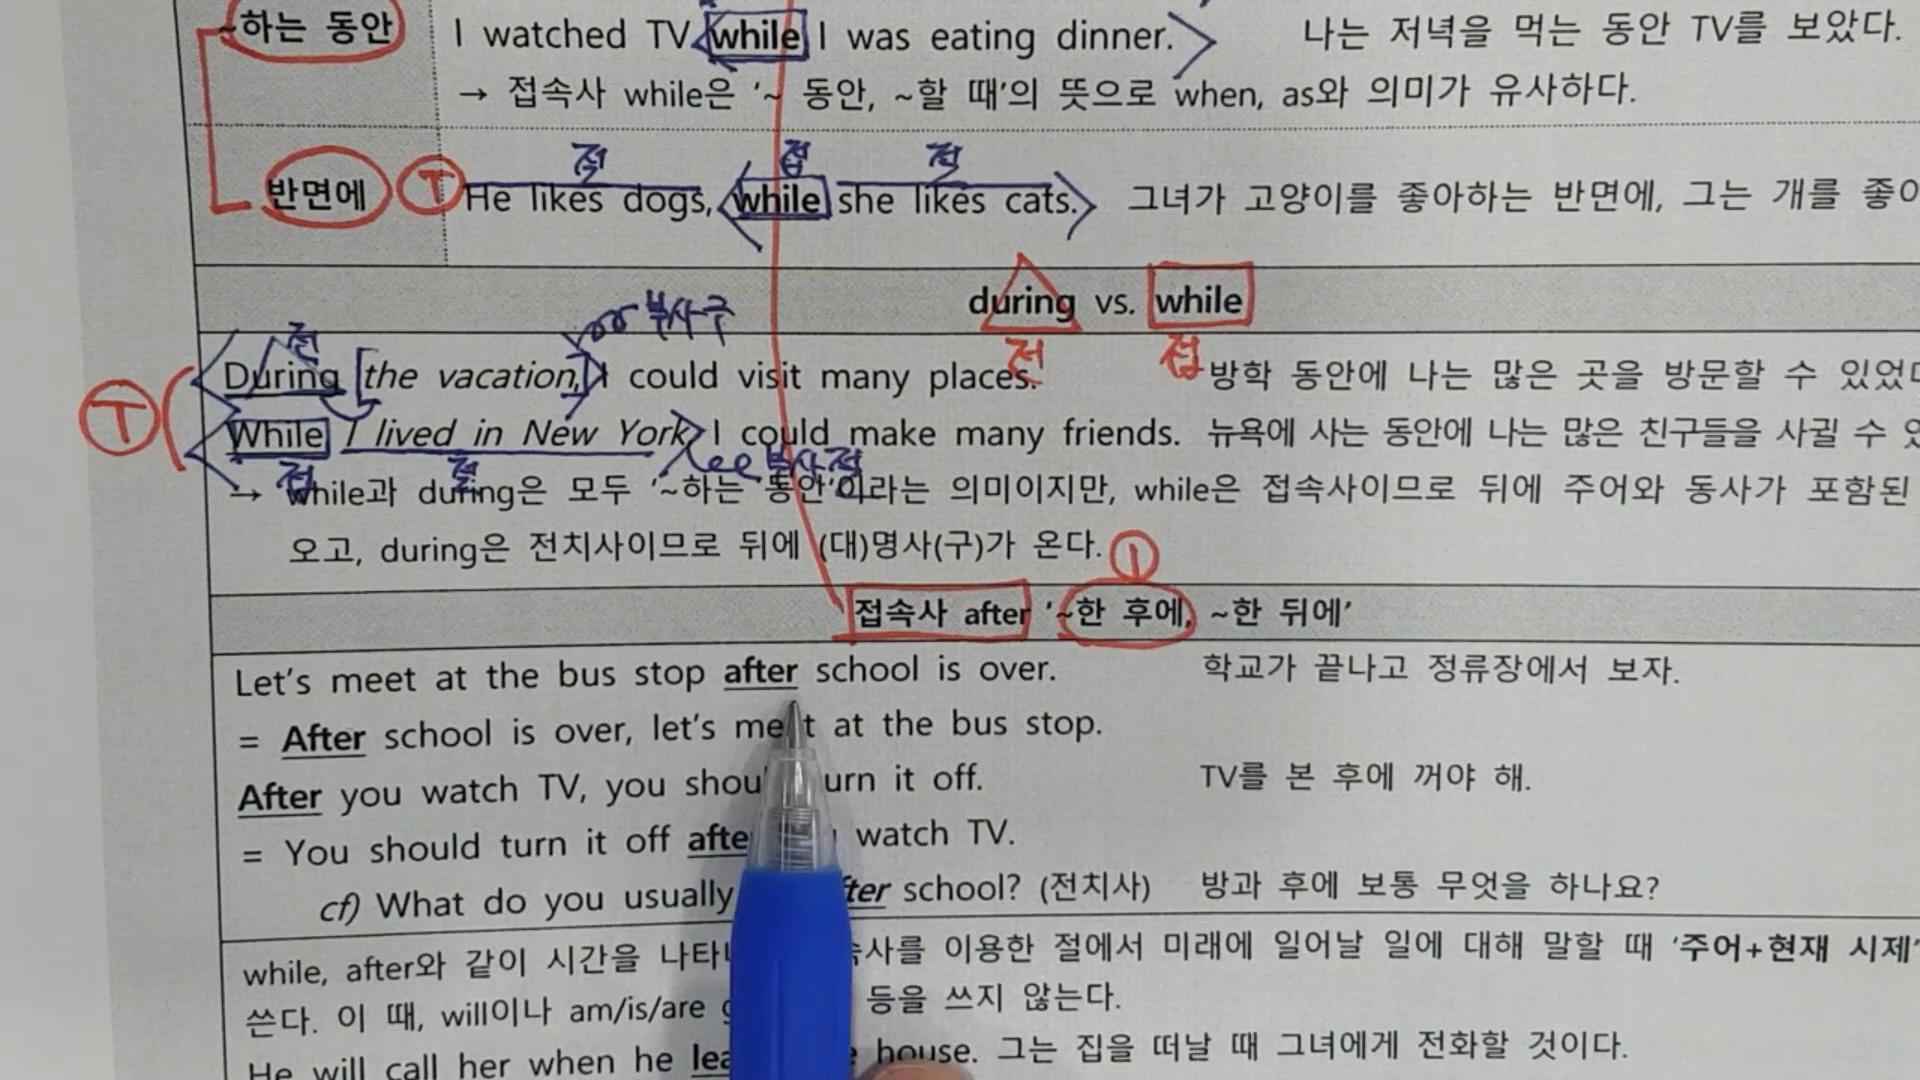 ~하는 동안 I watched TV while I was eating dinner. 나는 저녁을 먹는 동안 TV를 보았다.
→ 접속사 while은 '~ 동안, ~할 때'의 뜻으로 when, as와 의미가 유사하다.
절 접 절
반면에 T He likes dogs, while she likes cats. 그녀가 고양이를 좋아하는 반면에, 그는 개를 좋아
during vs. while
전 부사구 전 접
T During the vacation, I could visit many places. 방학 동안에 나는 많은 곳을 방문할 수 있었
While I lived in New York, I could make many friends. 뉴욕에 사는 동안에 나는 많은 친구들을 사귈 수
접 절 부사절
→ while과 during은 모두 '~하는 동안'이라는 의미이지만, while은 접속사이므로 뒤에 주어와 동사가 포함된
오고, during은 전치사이므로 뒤에 (대)명사(구)가 온다.
①
접속사 after '~한 후에, ~한 뒤에'
Let's meet at the bus stop after school is over. 학교가 끝나고 정류장에서 보자.
= After school is over, let's meet at the bus stop.
After you watch TV, you shou urn it off. TV를 본 후에 꺼야 해.
= You should turn it off afte watch TV.
cf) What do you usually fter school? (전치사) 방과 후에 보통 무엇을 하나요?
while, after와 같이 시간을 나타 속사를 이용한 절에서 미래에 일어날 일에 대해 말할 때 '주어+현재 시제'
쓴다. 이 때, will이나 am/is/are 등을 쓰지 않는다.
He will call her when he lea house. 그는 집을 떠날 때 그녀에게 전화할 것이다.